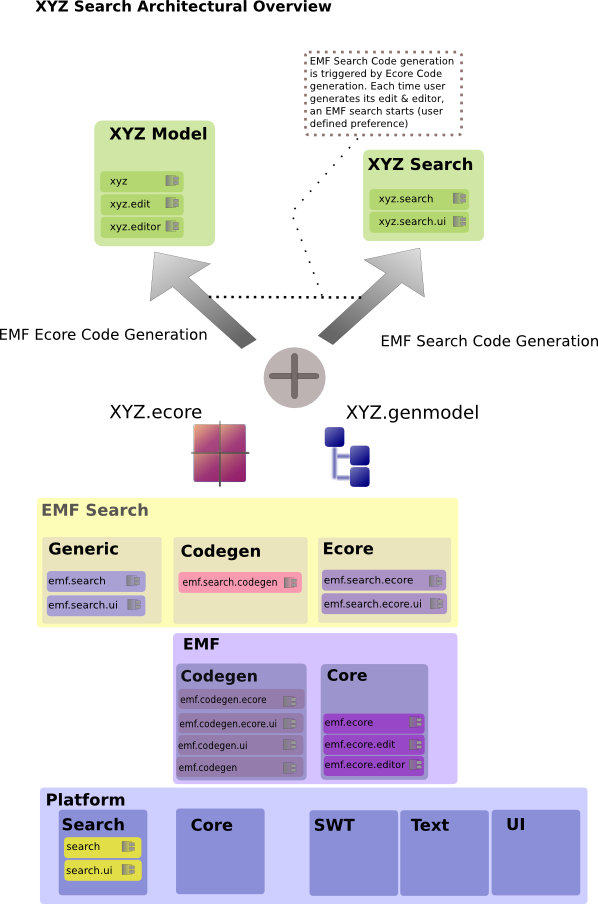 XYZ Search Architectural Overview
EMF Search Code generation
is triggered by Ecore Code
generation. Each time user
generates its edit & editor,
an EMF search starts (user
defined preference)
XYZ Model
xyz
xyz.edit
xyz.editor
XYZ Search
xyz.search
xyz.search.ui
EMF Ecore Code Generation
EMF Search Code Generation
XYZ.ecore
XYZ.genmodel
EMF Search
Generic
emf.search
emf.search.ui
Codegen
emf.search.codegen
Ecore
emf.search.ecore
emf.search.ecore.ui
EMF
Codegen
emf.codegen.ecore
emf.codegen.ecore.ui
emf.codegen.ui
emf.codegen
Core
emf.ecore
emf.ecore.edit
emf.ecore.editor
Platform
Search
search
search.ui
Core
SWT
Text
UI